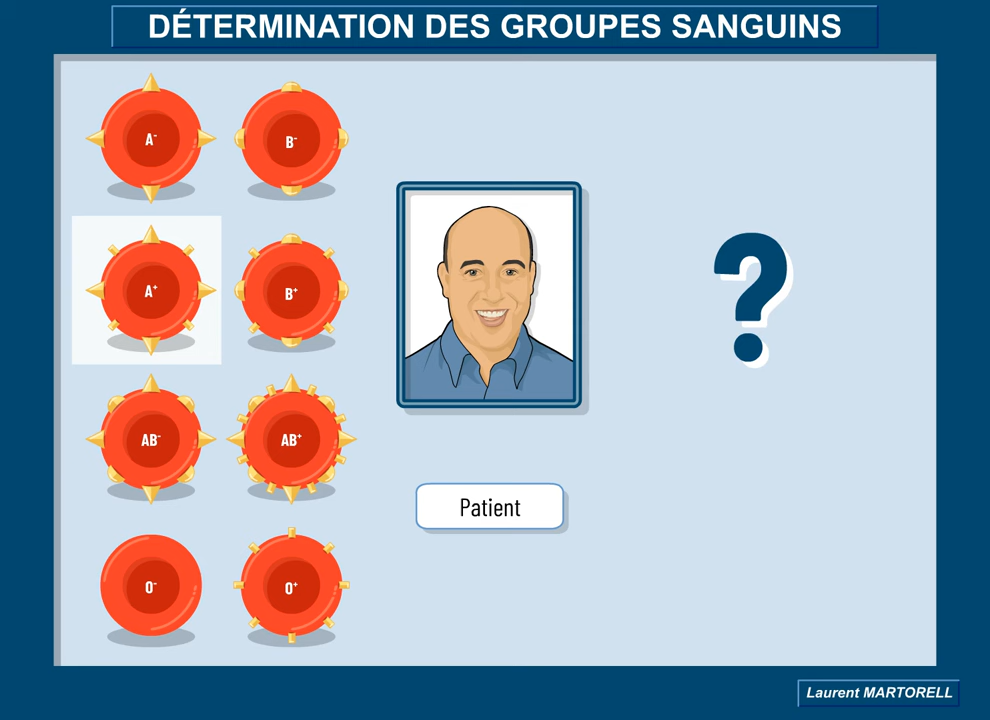 DÉTERMINATION DES GROUPES SANGUINS
A-
B-
A+
B+
AB-
AB+
O-
O+
Patient
?
Laurent MARTORELL